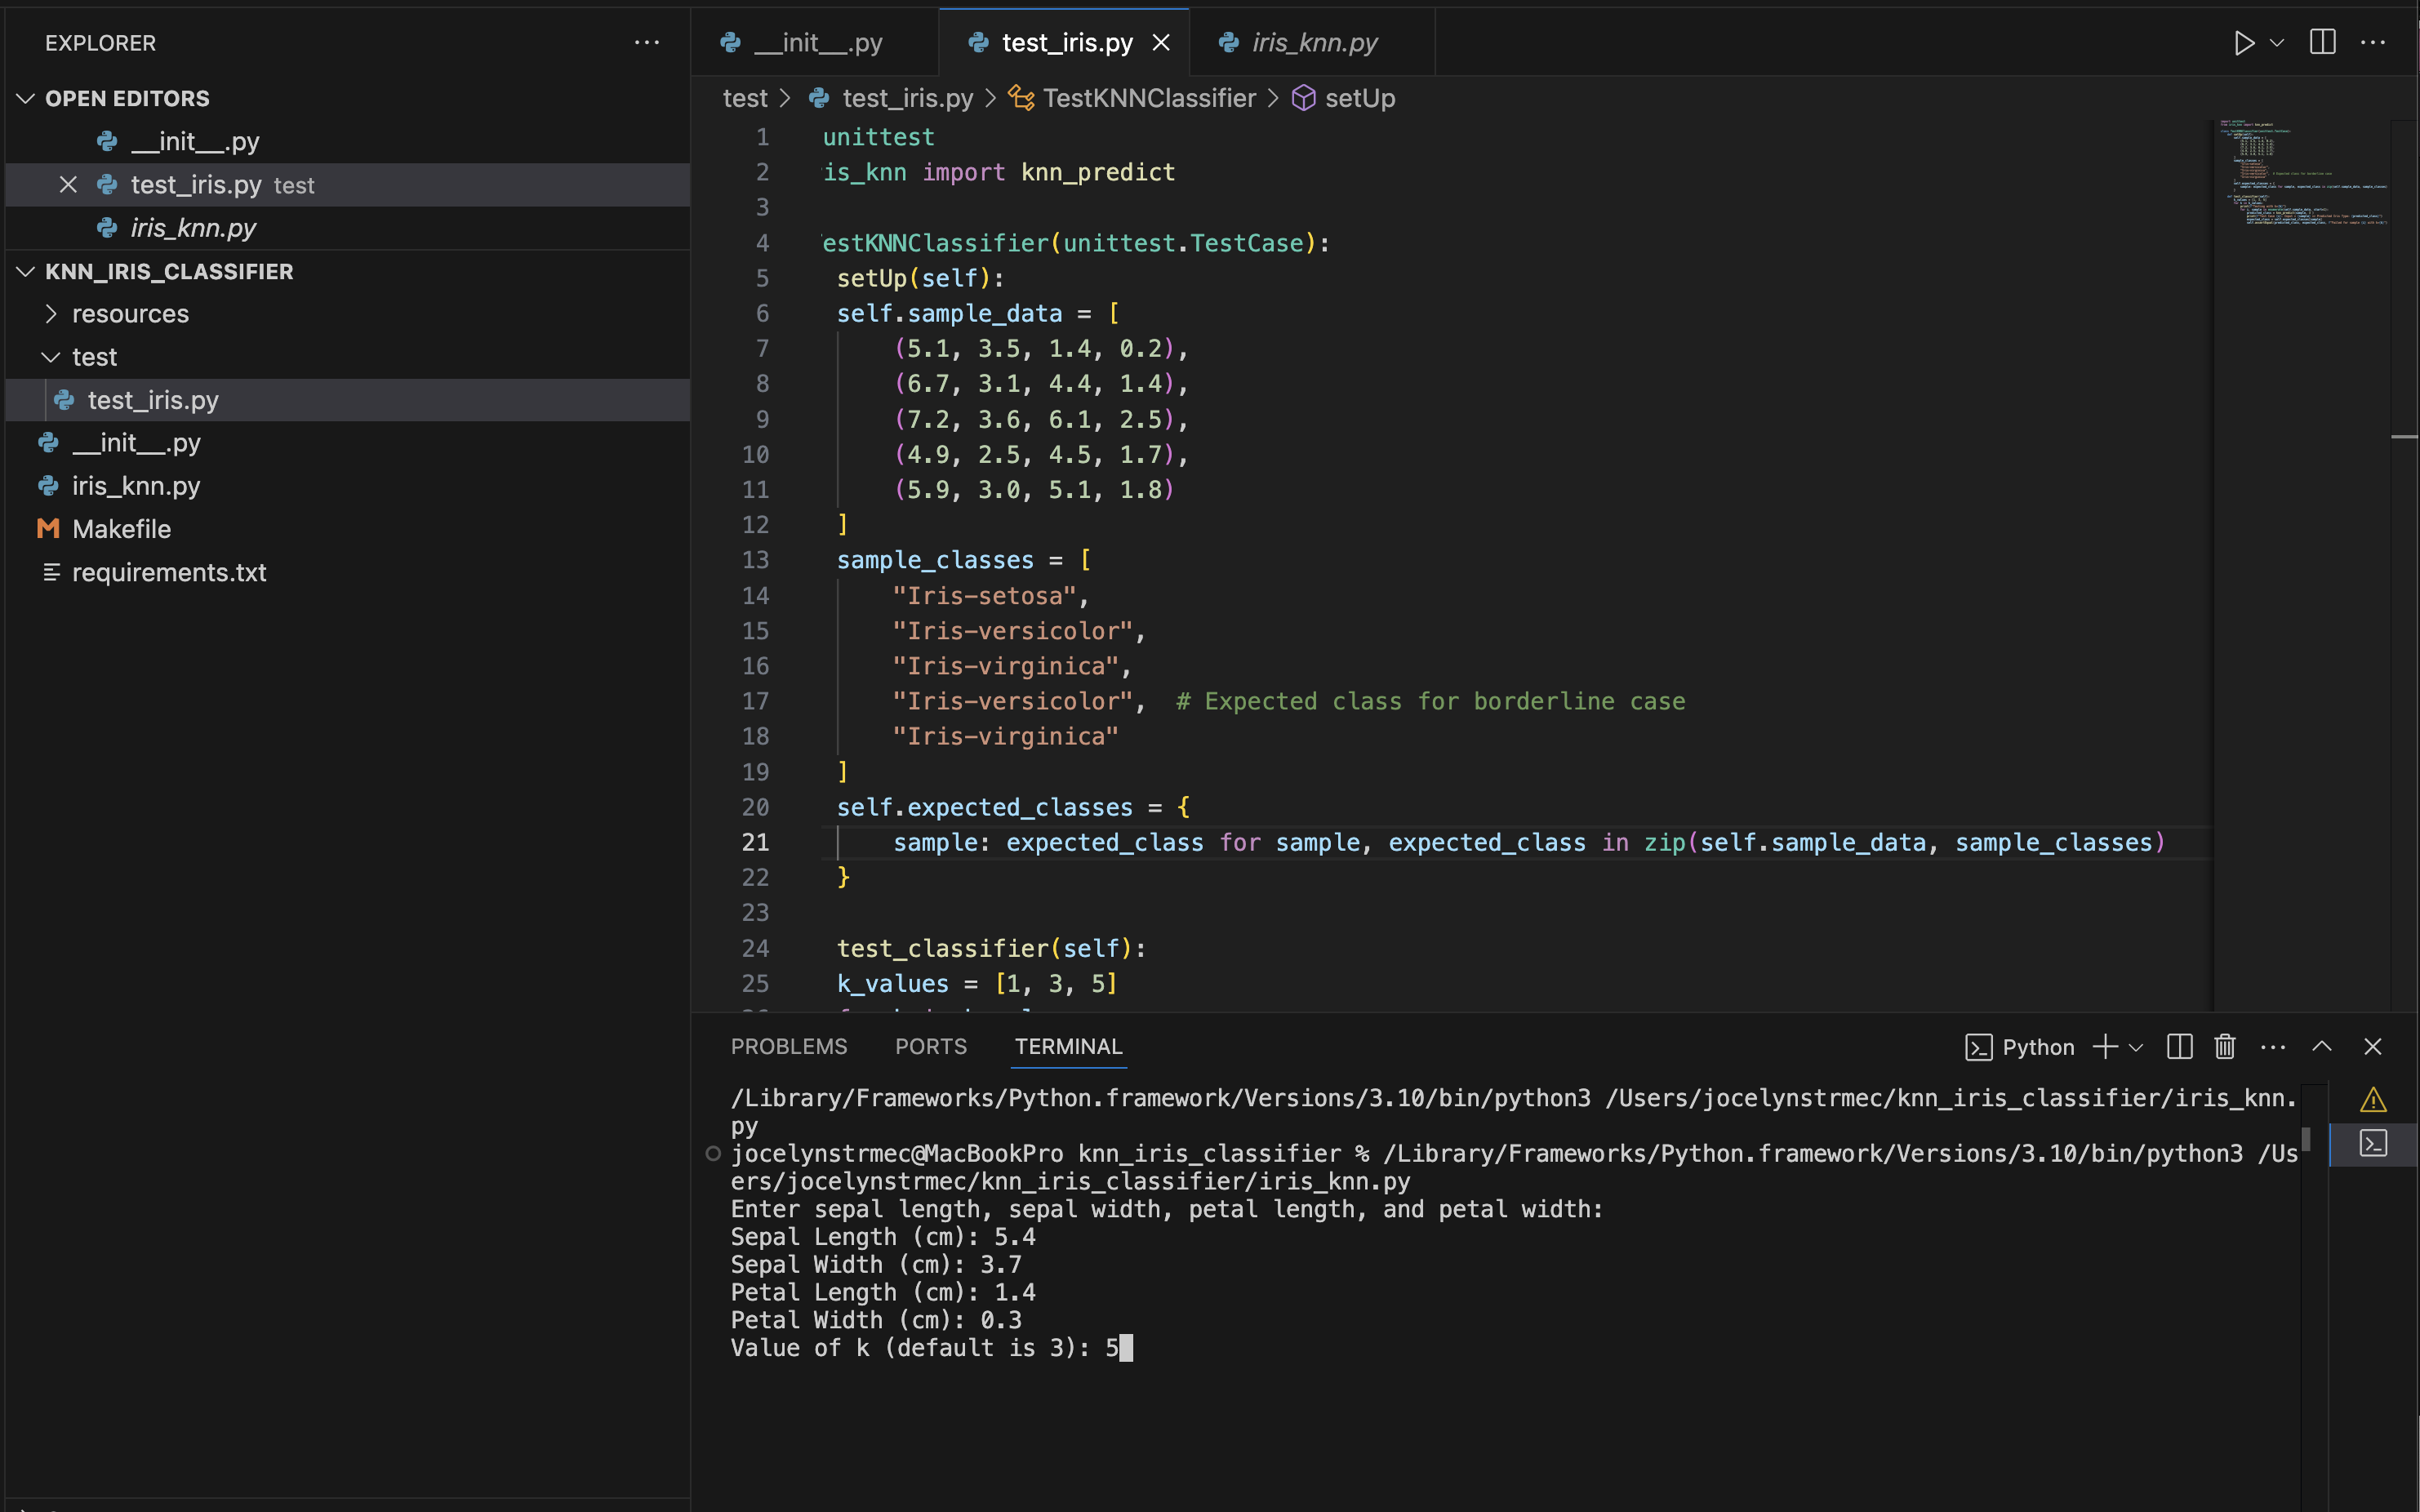 EXPLORER
OPEN EDITORS
__init__.py
test_iris.py test
iris_knn.py
KNN_IRIS_CLASSIFIER
resources
test
test_iris.py
__init__.py
iris_knn.py
Makefile
requirements.txt
__init__.py
test_iris.py
iris_knn.py
test > test_iris.py > TestKNNClassifier > setUp
1 unittest
2 is_knn import knn_predict
3
4 estKNNClassifier(unittest.TestCase):
5 setUp(self):
6 self.sample_data = [
7 (5.1, 3.5, 1.4, 0.2),
8 (6.7, 3.1, 4.4, 1.4),
9 (7.2, 3.6, 6.1, 2.5),
10 (4.9, 2.5, 4.5, 1.7),
11 (5.9, 3.0, 5.1, 1.8)
12 ]
13 sample_classes = [
14 "Iris-setosa",
15 "Iris-versicolor",
16 "Iris-virginica",
17 "Iris-versicolor",  # Expected class for borderline case
18 "Iris-virginica"
19 ]
20 self.expected_classes = {
21 sample: expected_class for sample, expected_class in zip(self.sample_data, sample_classes)
22 }
23
24 test_classifier(self):
25 k_values = [1, 3, 5]
PROBLEMS PORTS TERMINAL
Python
/Library/Frameworks/Python.framework/Versions/3.10/bin/python3 /Users/jocelynstrmec/knn_iris_classifier/iris_knn.
py
jocelynstrmec@MacBookPro knn_iris_classifier % /Library/Frameworks/Python.framework/Versions/3.10/bin/python3 /Us
ers/jocelynstrmec/knn_iris_classifier/iris_knn.py
Enter sepal length, sepal width, petal length, and petal width:
Sepal Length (cm): 5.4
Sepal Width (cm): 3.7
Petal Length (cm): 1.4
Petal Width (cm): 0.3
Value of k (default is 3): 5